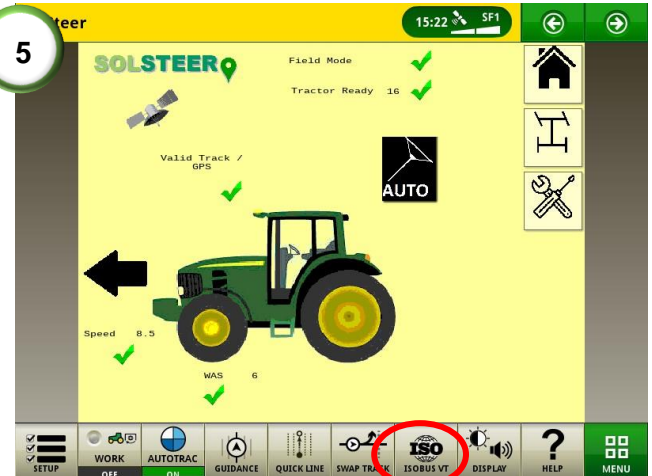 5
teer
15:22
SF1
SOLSTEER
Field Mode
Tractor Ready 16
Valid Track /
GPS
AUTO
Speed 8.5
WAS 6
SETUP
WORK
OFF
AUTOTRAC
ON
GUIDANCE
QUICK LINE
SWAP TRACK
ISO
ISOBUS VT
DISPLAY
?
HELP
MENU